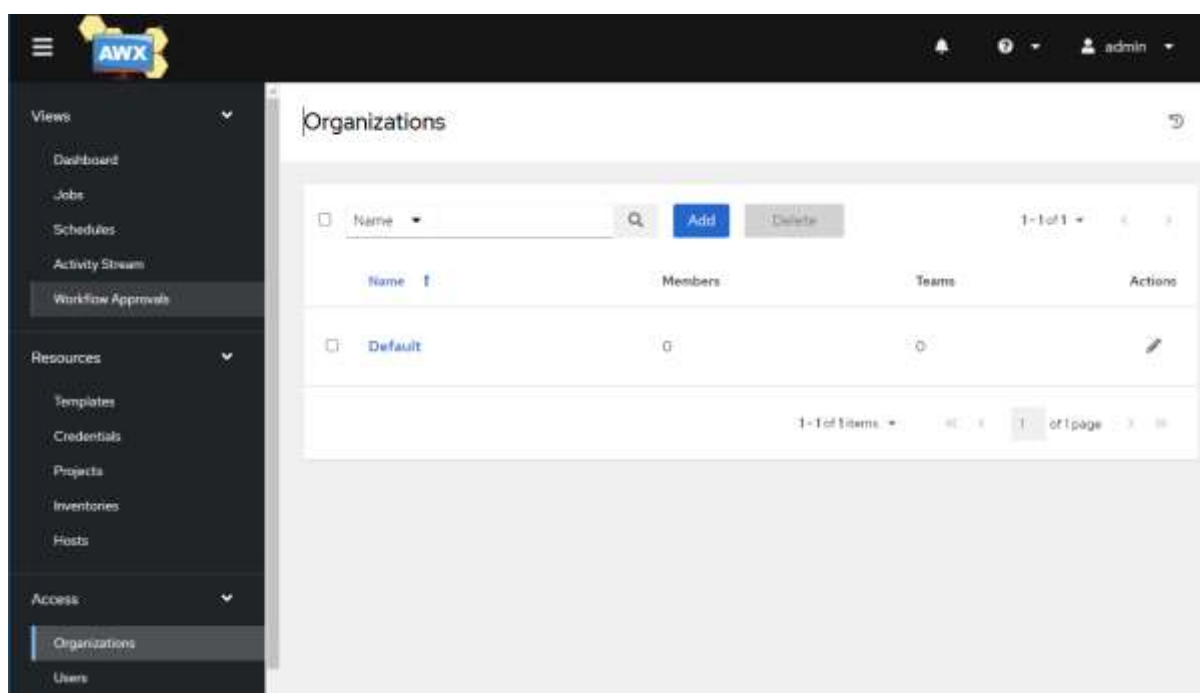 AWX
admin
Views
Dashboard
Jobs
Schedules
Activity Stream
Workflow Approvals
Resources
Templates
Credentials
Projects
Inventories
Hosts
Access
Organizations
Users
Organizations
Name Add Delete 1-1 of 1
Name Members Teams Actions
Default 0 0
1-1 of 1 items 1 of 1 page